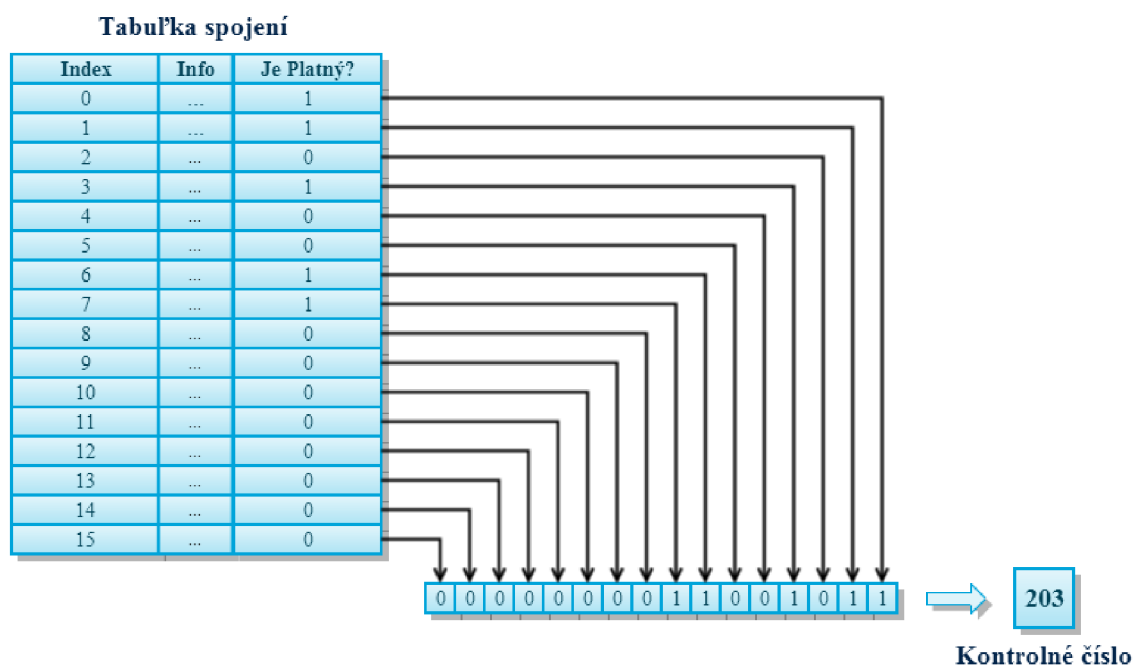 Tabuľka spojení
Index Info Je Platný?
0 ... 1
1 ... 1
2 ... 0
3 ... 1
4 ... 0
5 ... 0
6 ... 1
7 ... 1
8 ... 0
9 ... 0
10 ... 0
11 ... 0
12 ... 0
13 ... 0
14 ... 0
15 ... 0
0 0 0 0 0 0 0 0 1 1 0 0 1 0 1 1
203
Kontrolné číslo